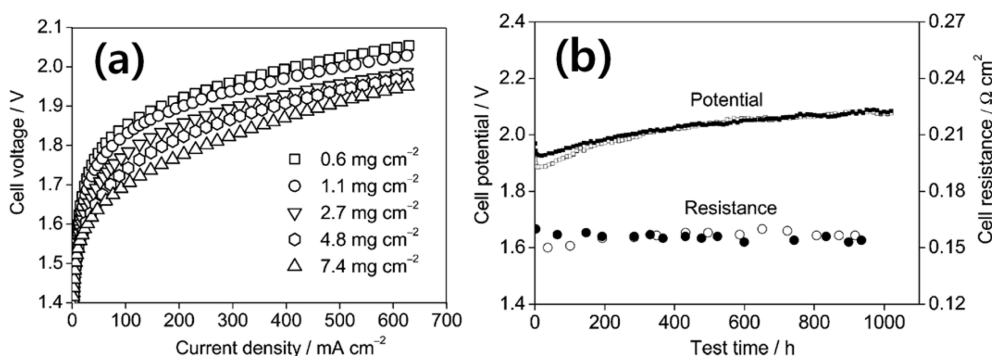 (a)
Cell voltage / V
2.1
2.0
1.9
1.8
1.7
1.6
1.5
1.4
0.6 mg cm⁻²
1.1 mg cm⁻²
2.7 mg cm⁻²
4.8 mg cm⁻²
7.4 mg cm⁻²
0 100 200 300 400 500 600 700
Current density / mA cm⁻²
(b)
Cell potential / V
2.4
2.2
2.0
1.8
1.6
1.4
Potential
Resistance
0.27
0.24
0.21
0.18
0.15
0.12
Cell resistance / Ω cm²
0 200 400 600 800 1000
Test time / h